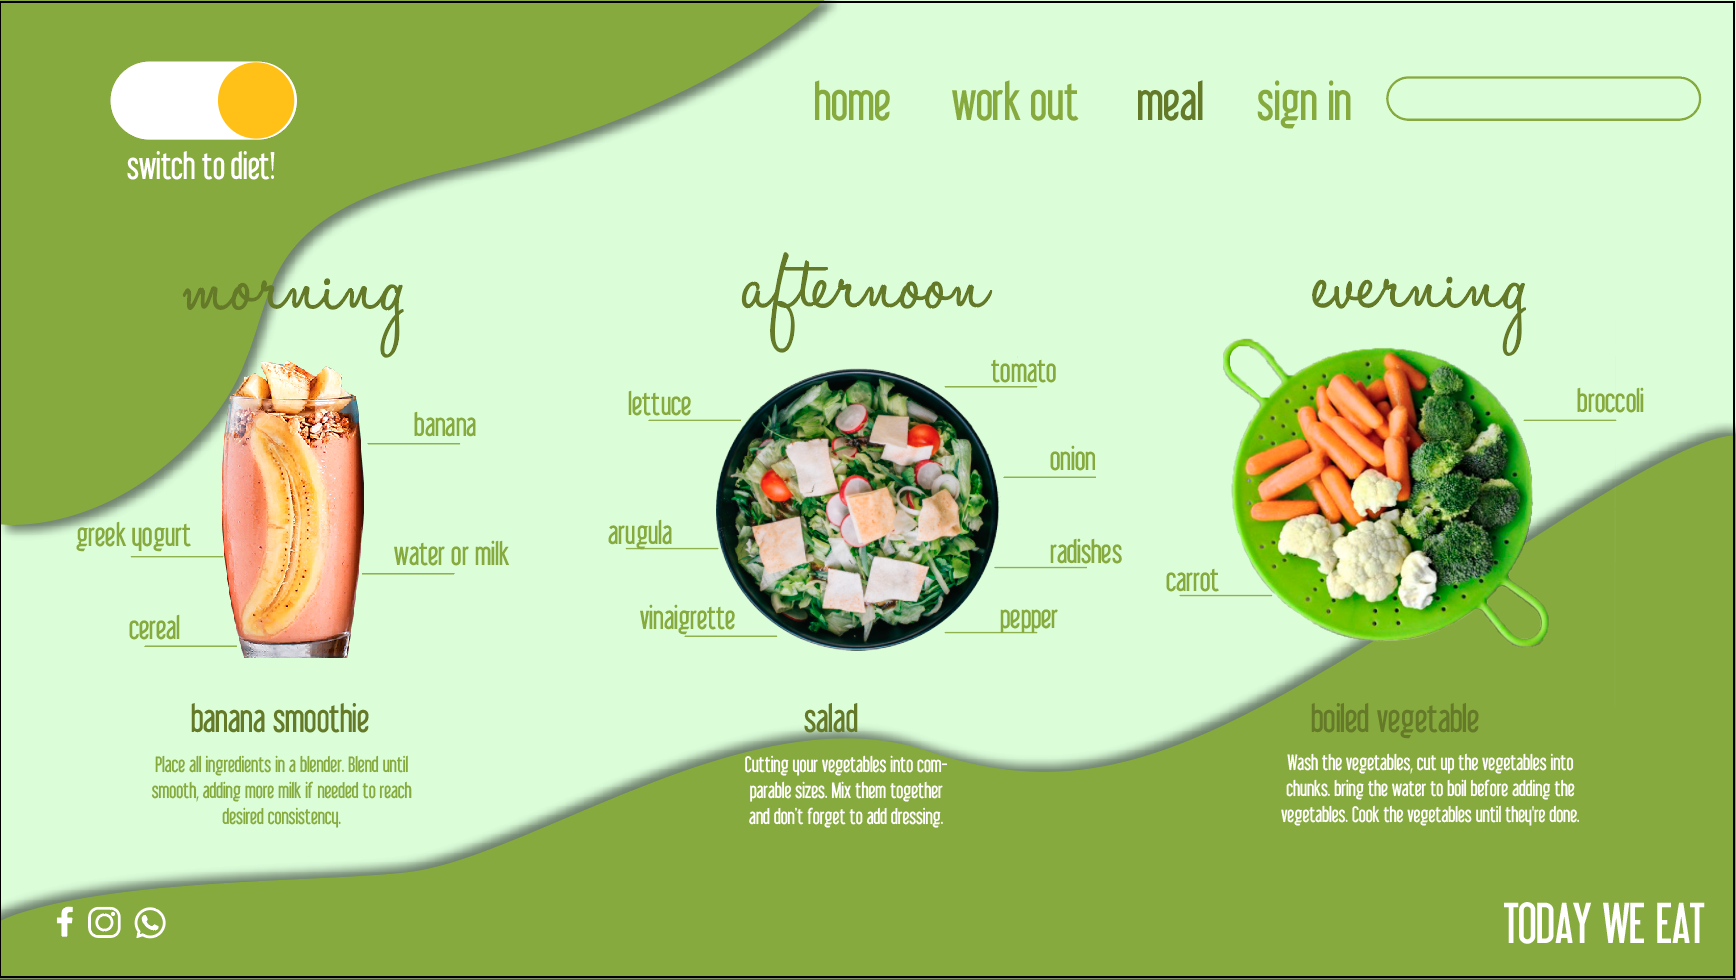 home work out meal sign in
switch to diet!
morning
afternoon
everning
banana
greek yogurt
water or milk
cereal
tomato
lettuce
onion
arugula
radishes
vinaigrette
pepper
broccoli
carrot
banana smoothie
Place all ingredients in a blender. Blend until
smooth, adding more milk if needed to reach
desired consistency.
salad
Cutting your vegetables into com-
parable sizes. Mix them together
and don't forget to add dressing.
boiled vegetable
Wash the vegetables, cut up the vegetables into
chunks. bring the water to boil before adding the
vegetables. Cook the vegetables until they're done.
TODAY WE EAT